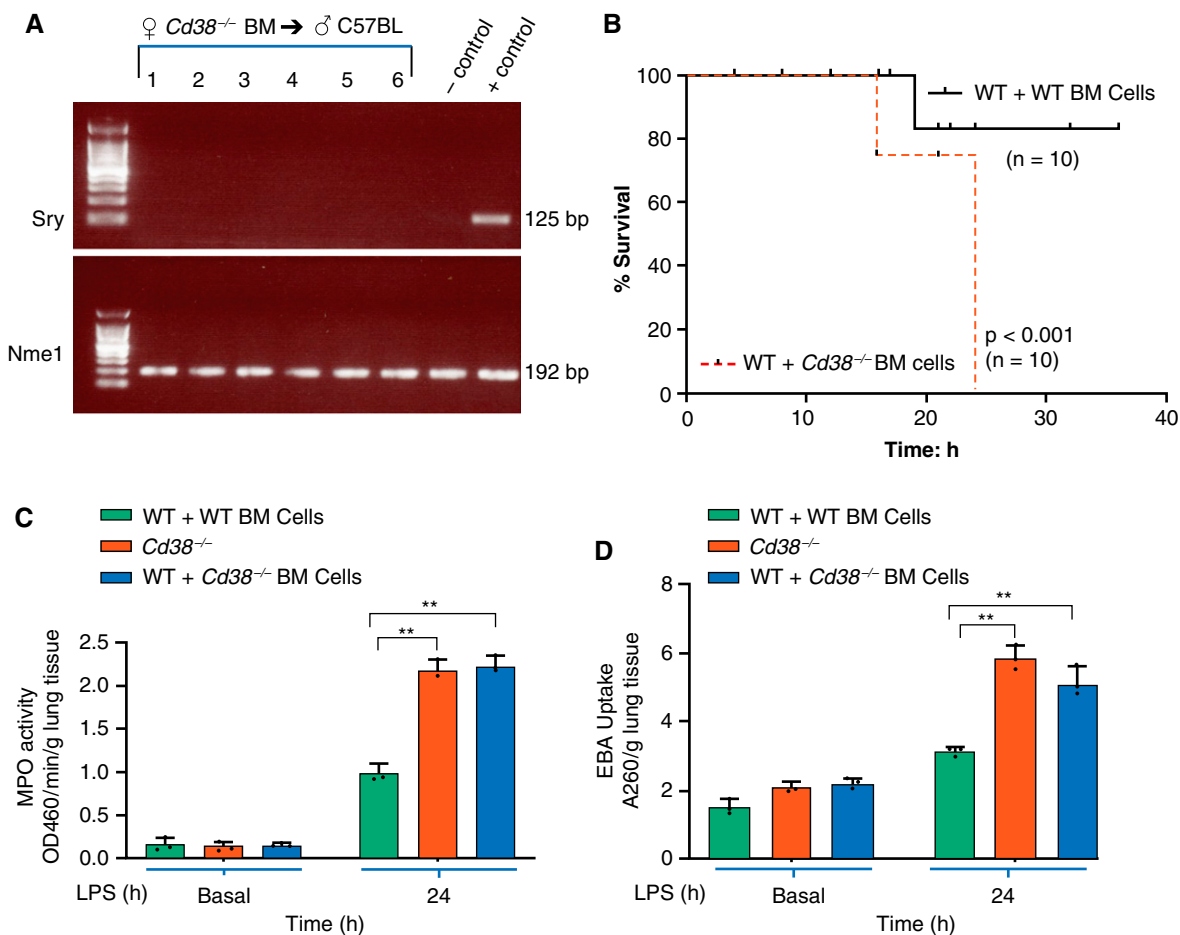 A
♀ Cd38–/– BM ➔ ♂ C57BL
1 2 3 4 5 6
– control
+ control
Sry
125 bp
Nme1
192 bp
B
% Survival
100
80
60
40
20
0
WT + WT BM Cells
(n = 10)
p < 0.001
(n = 10)
WT + Cd38–/– BM cells
0 10 20 30 40
Time: h
C
WT + WT BM Cells
Cd38–/–
WT + Cd38–/– BM Cells
MPO activity
OD460/min/g lung tissue
2.5
2.0
1.5
1.0
0.5
0.0
**
**
LPS (h)
Basal
24
Time (h)
D
WT + WT BM Cells
Cd38–/–
WT + Cd38–/– BM Cells
EBA Uptake
A260/g lung tissue
8
6
4
2
0
**
**
LPS (h)
Basal
24
Time (h)